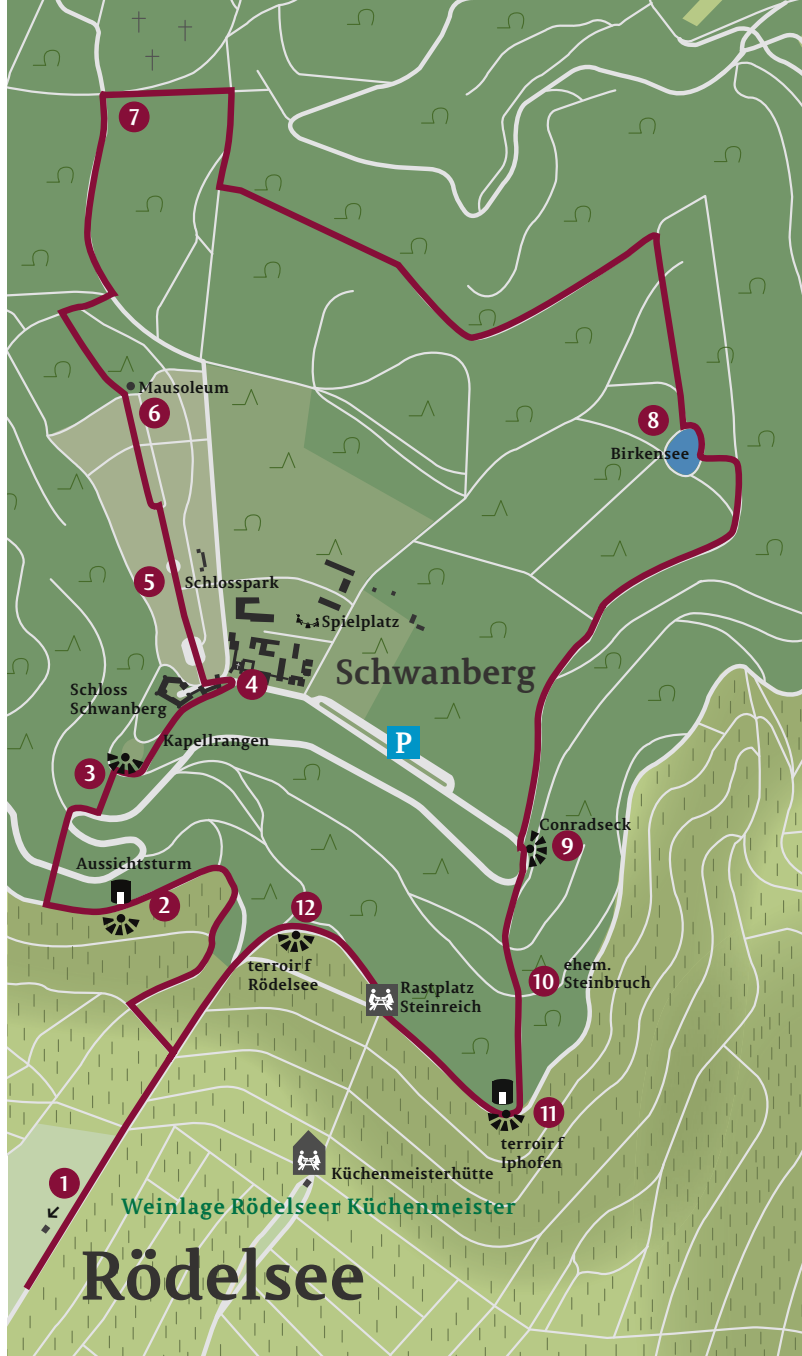 7
Mausoleum
6
8
Birkensee
5
Schlosspark
Spielplatz
Schwanberg
4
Schloss
Schwanberg
Kapellrangen
P
3
Conradseck
9
Aussichtsturm
2
12
terroir f
Rödelsee
Rastplatz
Steinreich
10
ehem.
Steinbruch
11
terroir f
Iphofen
1
Küchenmeisterhütte
Weinlage Rödelseer Küchenmeister
Rödelsee